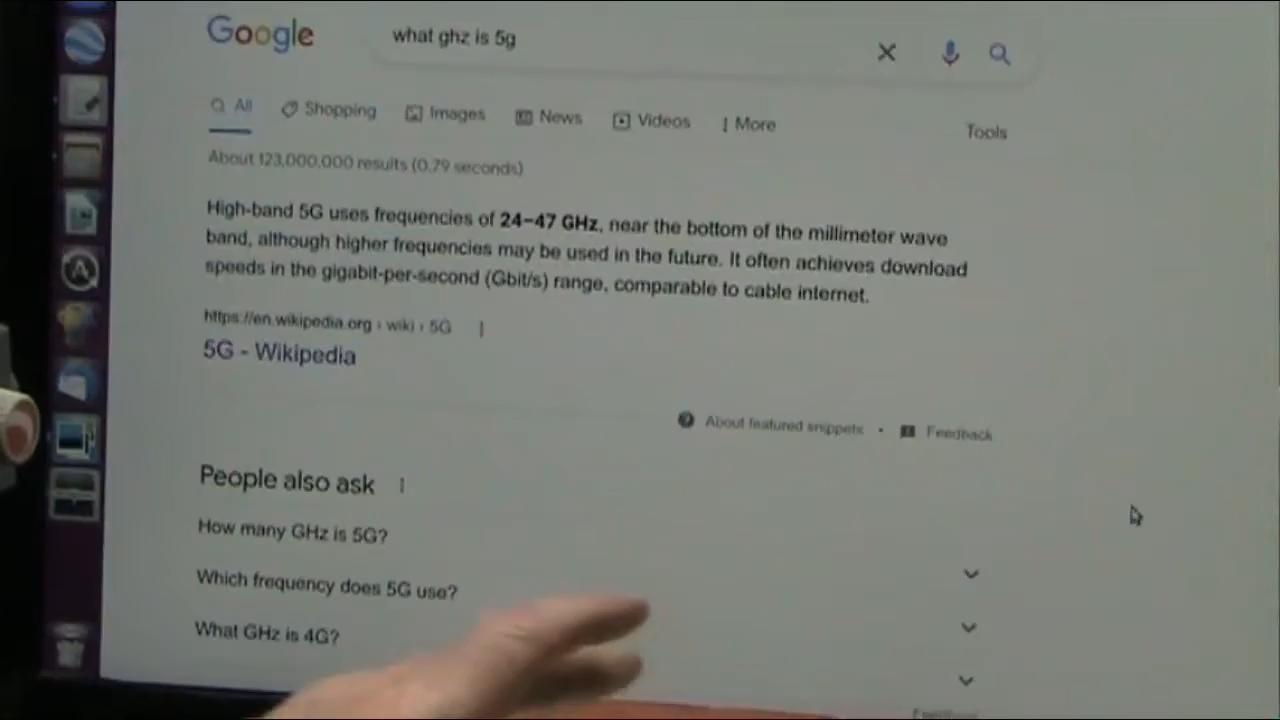 Google
what ghz is 5g
All Shopping Images News Videos More Tools
About 123,000,000 results (0.79 seconds)
High-band 5G uses frequencies of 24–47 GHz, near the bottom of the millimeter wave
band, although higher frequencies may be used in the future. It often achieves download
speeds in the gigabit-per-second (Gbit/s) range, comparable to cable internet.
https://en.wikipedia.org › wiki › 5G
5G - Wikipedia
About featured snippets • Feedback
People also ask
How many GHz is 5G?
Which frequency does 5G use?
What GHz is 4G?
Feedback